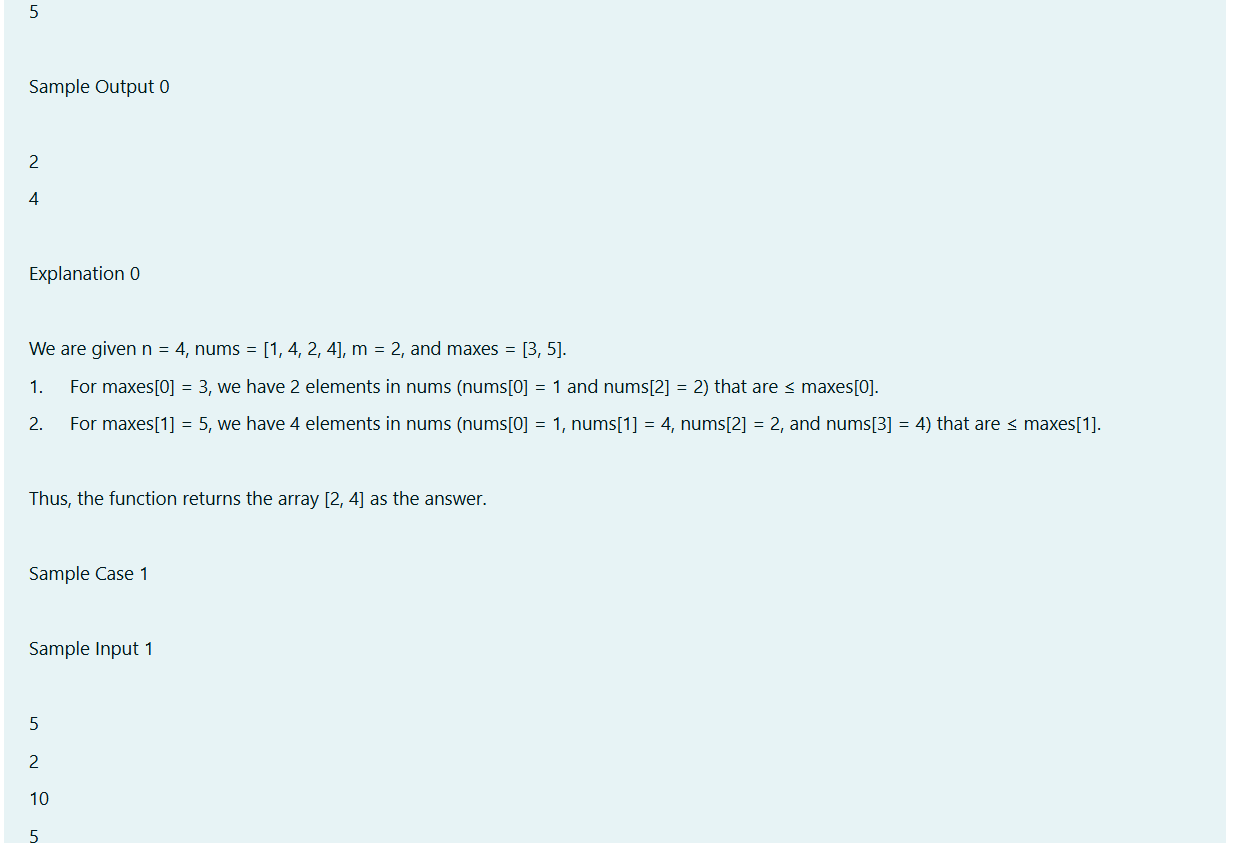 5
Sample Output 0
2
4
Explanation 0
We are given n = 4, nums = [1, 4, 2, 4], m = 2, and maxes = [3, 5].
1. For maxes[0] = 3, we have 2 elements in nums (nums[0] = 1 and nums[2] = 2) that are ≤ maxes[0].
2. For maxes[1] = 5, we have 4 elements in nums (nums[0] = 1, nums[1] = 4, nums[2] = 2, and nums[3] = 4) that are ≤ maxes[1].
Thus, the function returns the array [2, 4] as the answer.
Sample Case 1
Sample Input 1
5
2
10
5